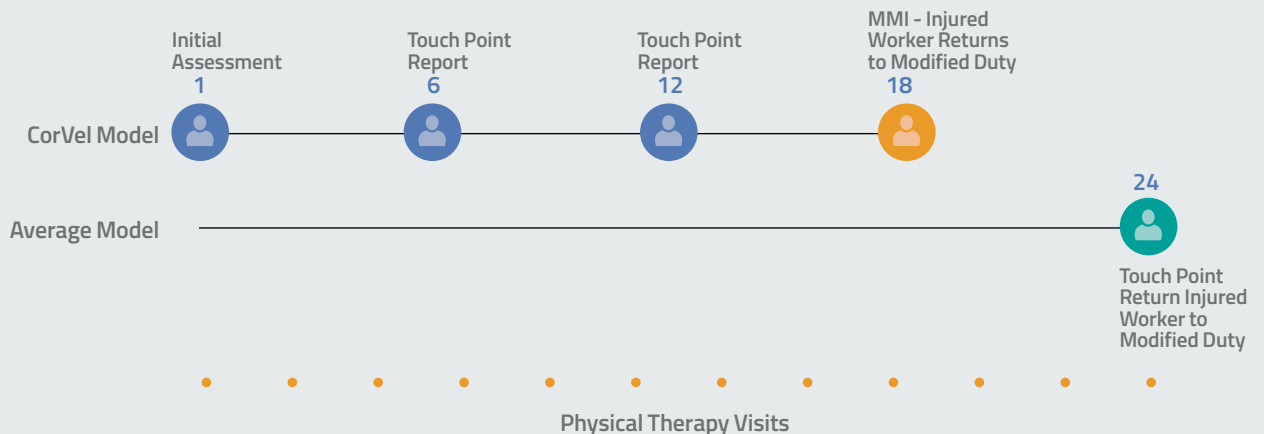 Initial
Assessment
1
Touch Point
Report
6
Touch Point
Report
12
MMI - Injured
Worker Returns
to Modified Duty
18
CorVel Model
24
Average Model
Touch Point
Return Injured
Worker to
Modified Duty
Physical Therapy Visits